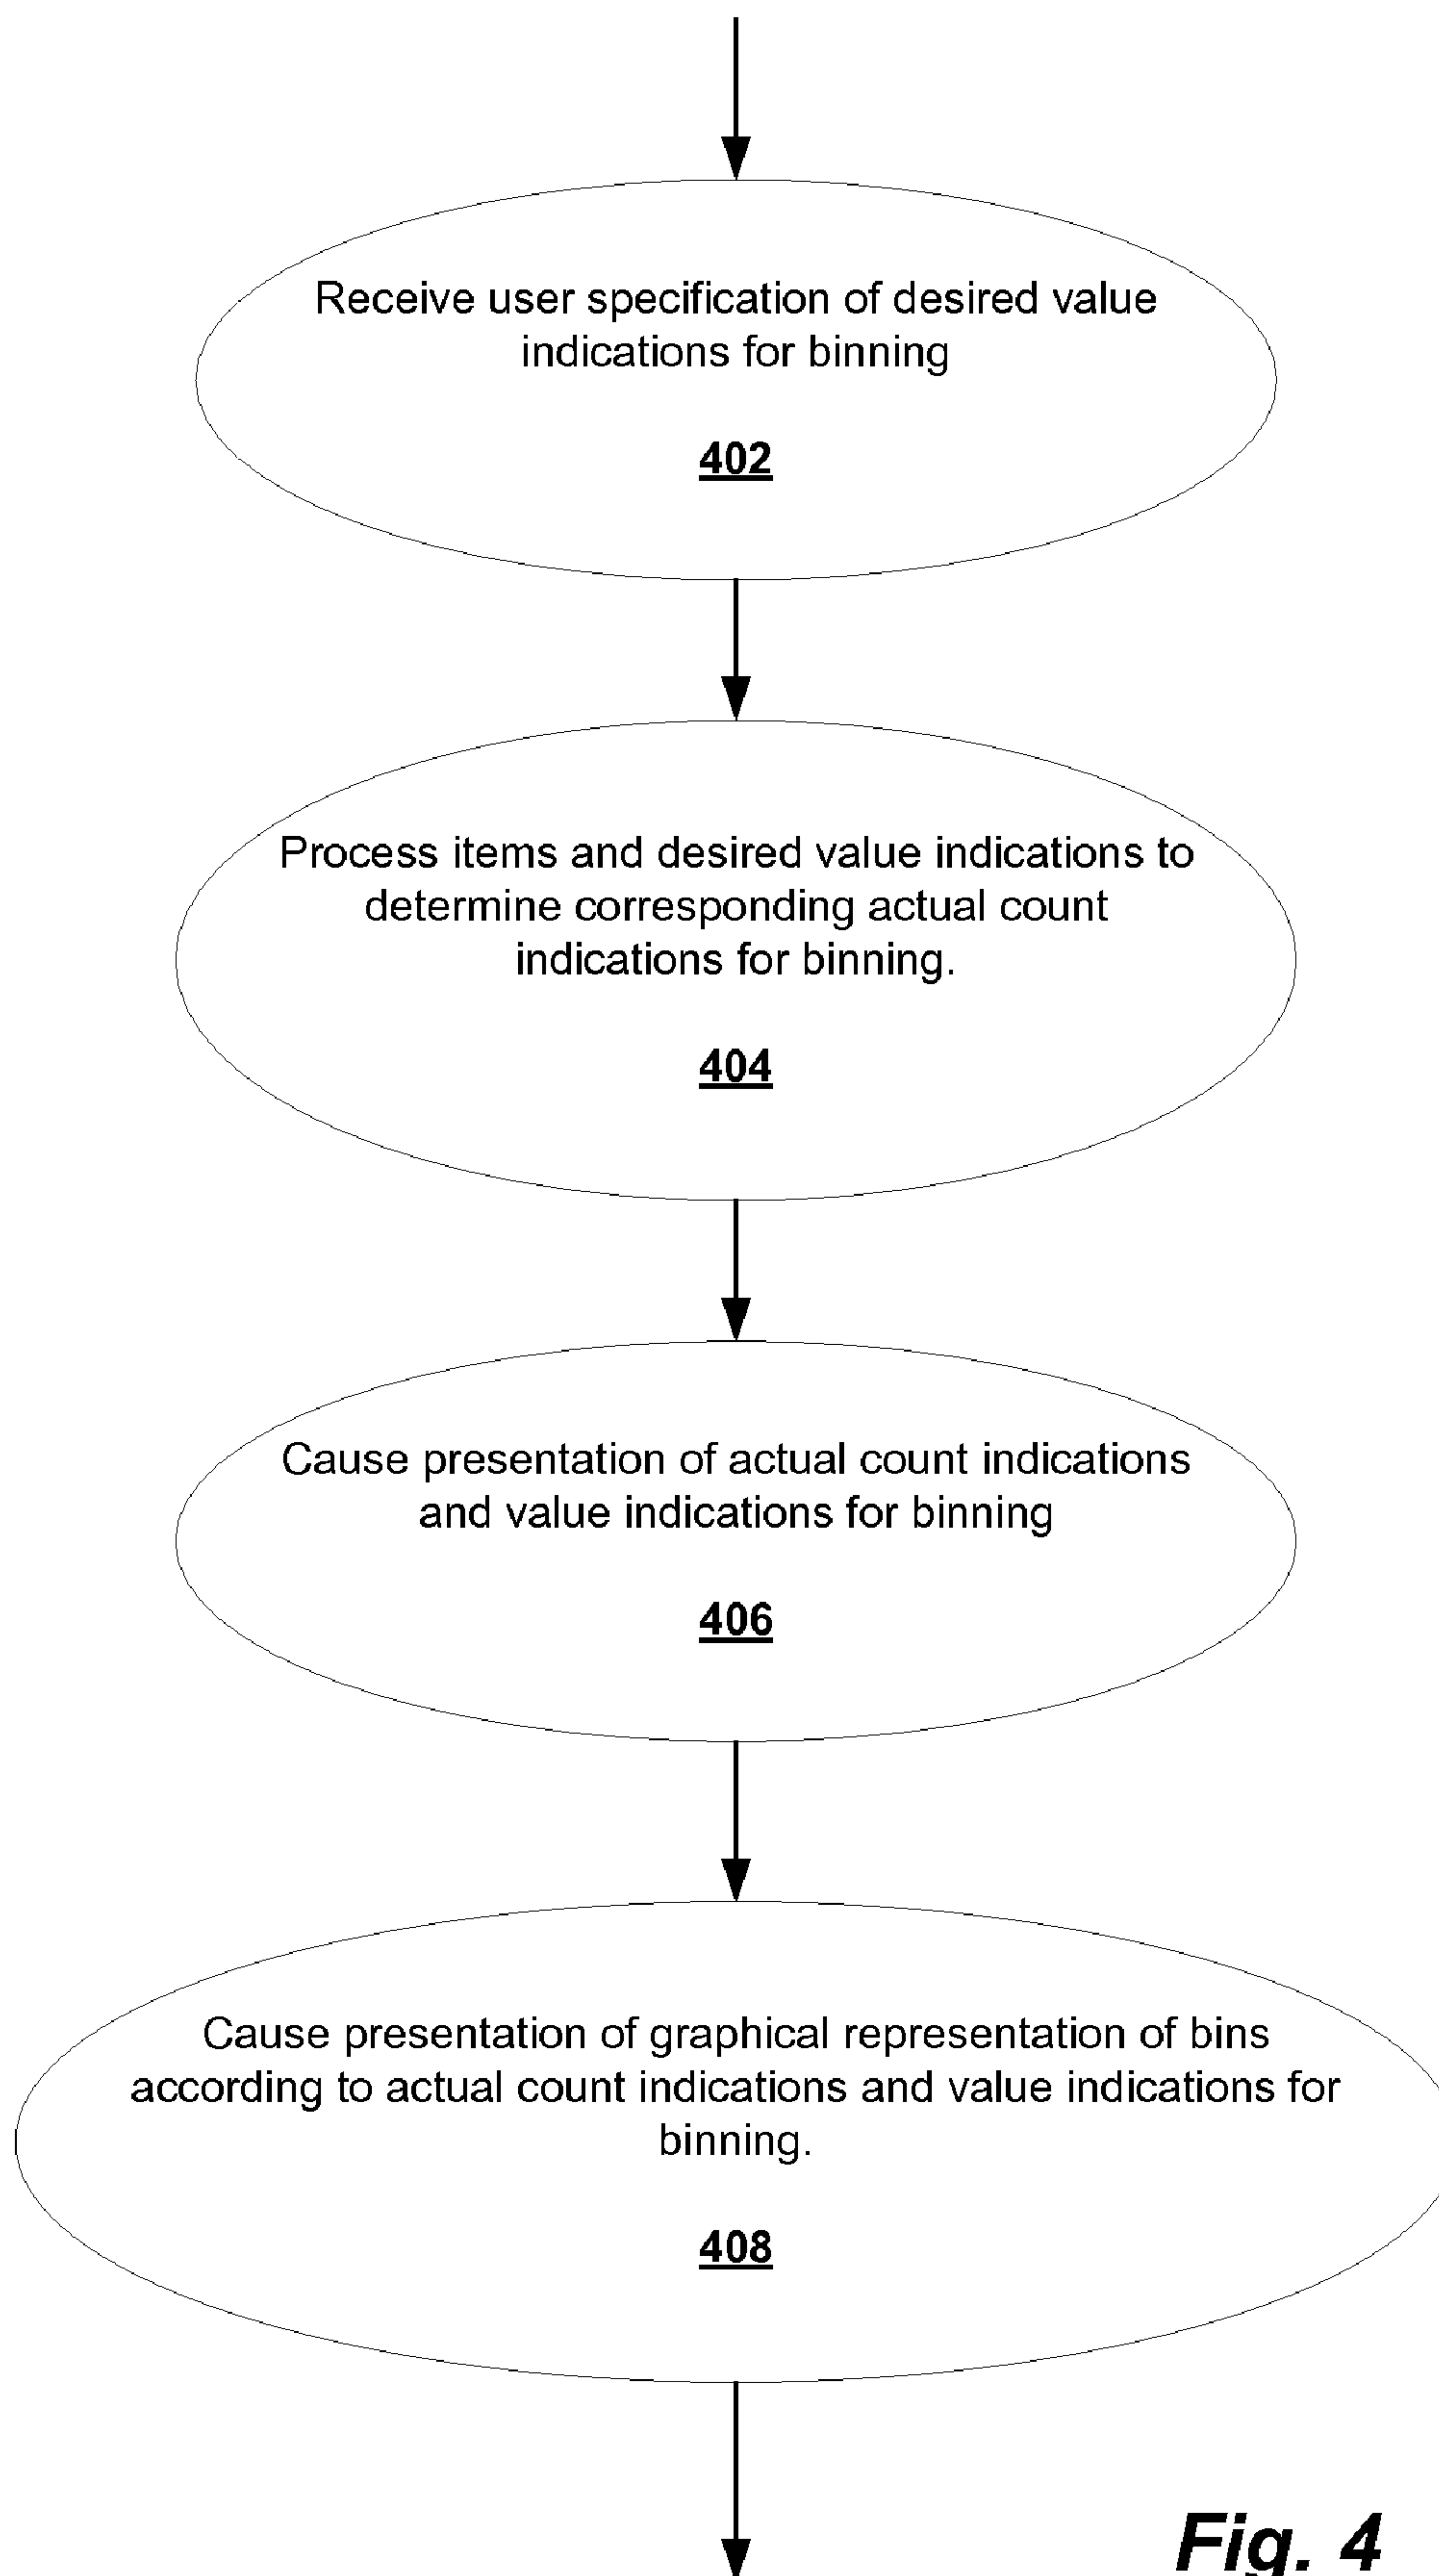 Receive user specification of desired value
indications for binning
402
Process items and desired value indications to
determine corresponding actual count
indications for binning.
404
Cause presentation of actual count indications
and value indications for binning
406
Cause presentation of graphical representation of bins
according to actual count indications and value indications for
binning.
408
Fig. 4